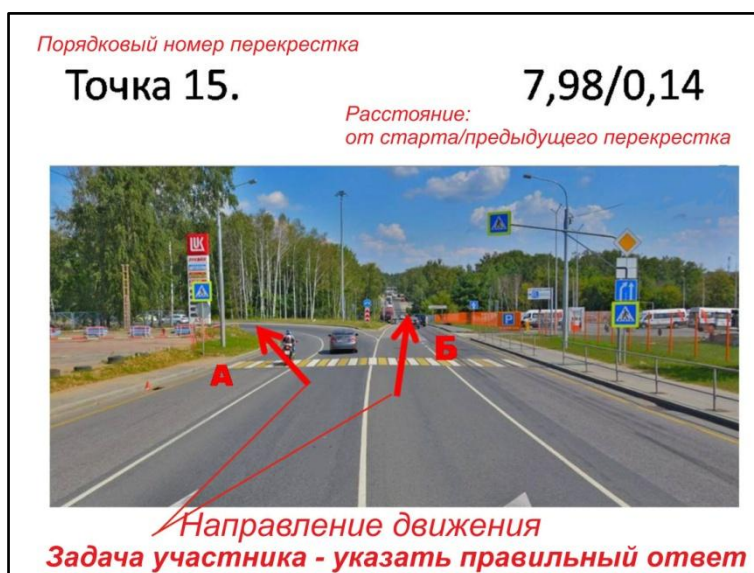 Порядковый номер перекрестка
Точка 15. 7,98/0,14
Расстояние:
от старта/предыдущего перекрестка
LUK
P
А
Б
Направление движения
Задача участника - указать правильный ответ